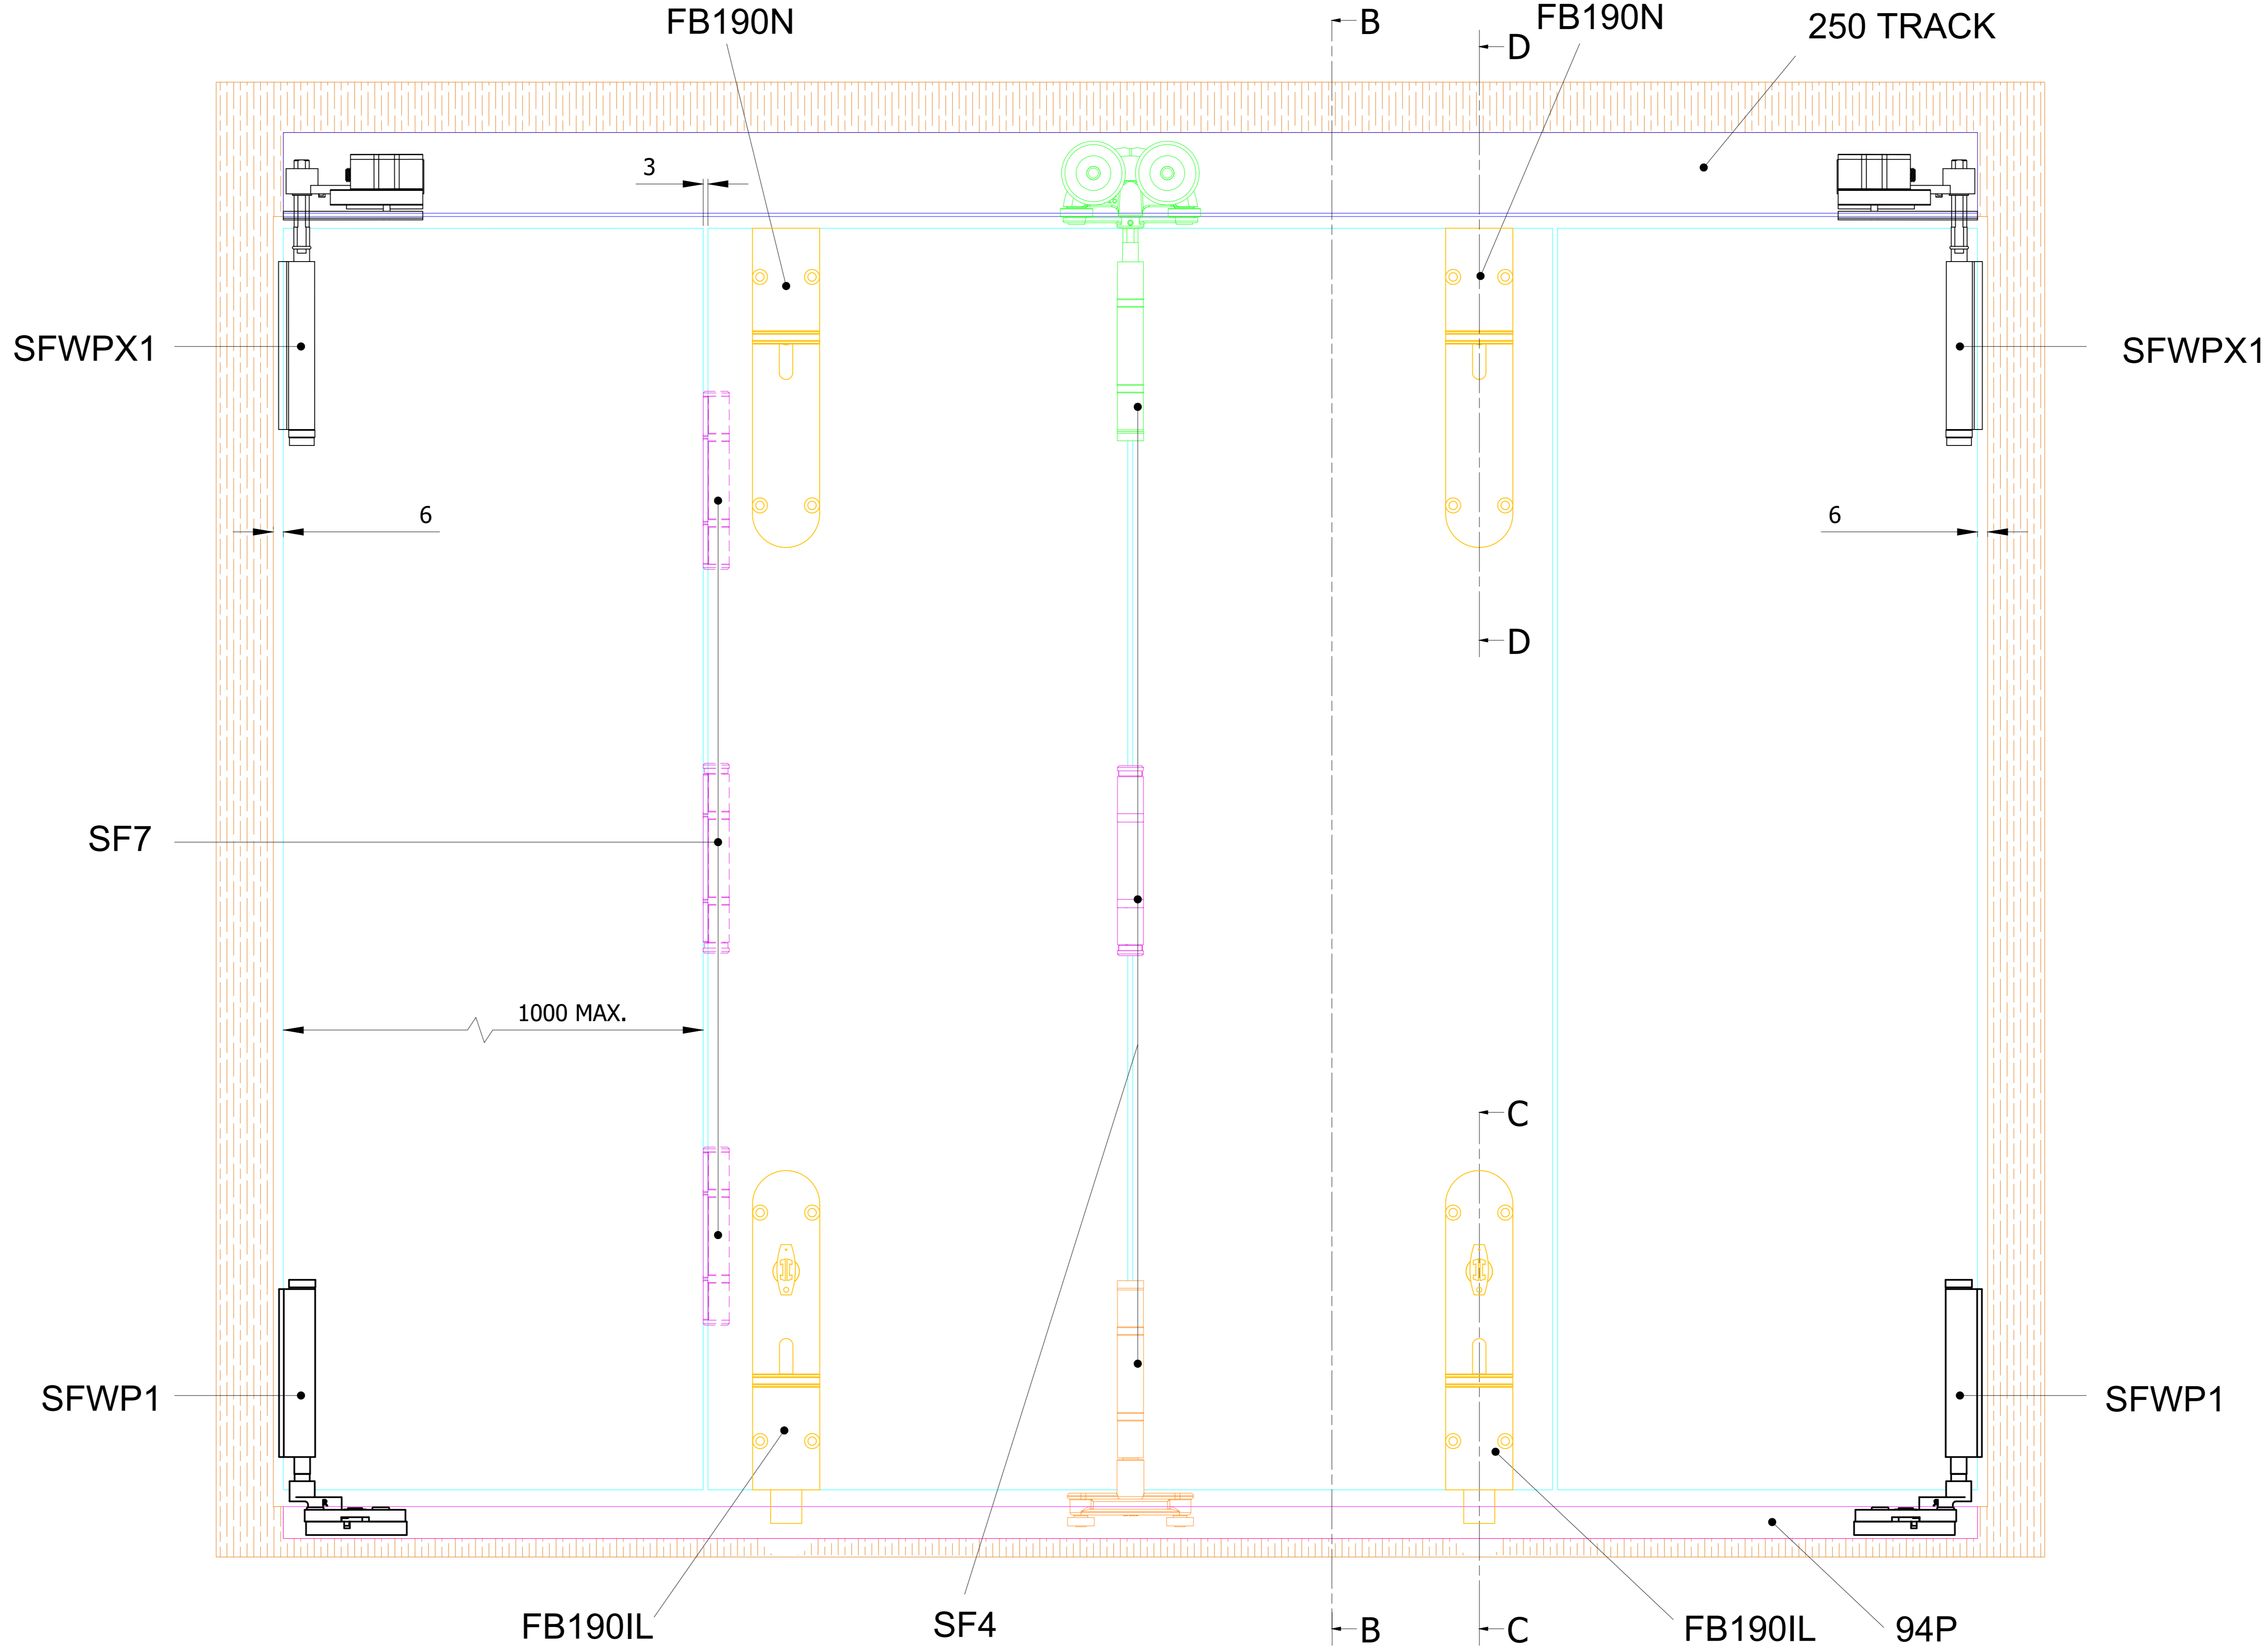 FB190N
B
FB190N
D
250 TRACK
3
SFWPX1
SFWPX1
6
6
D
SF7
1000 MAX.
C
SFWP1
SFWP1
FB190IL
SF4
B
C
FB190IL
94P